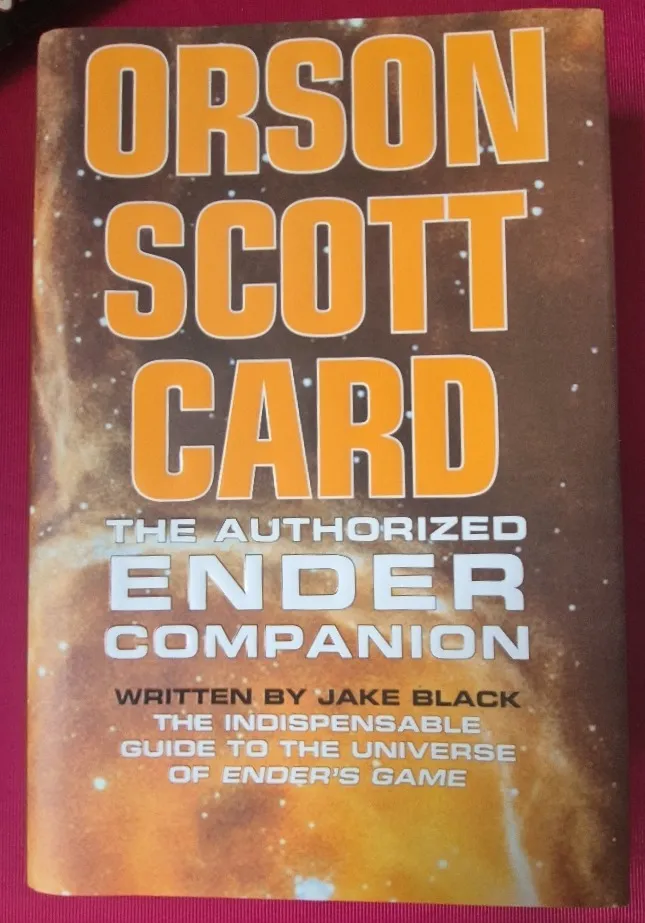 ORSON
SCOTT
CARD
THE AUTHORIZED
ENDER
COMPANION
WRITTEN BY JAKE BLACK
THE INDISPENSABLE
GUIDE TO THE UNIVERSE
OF ENDER'S GAME